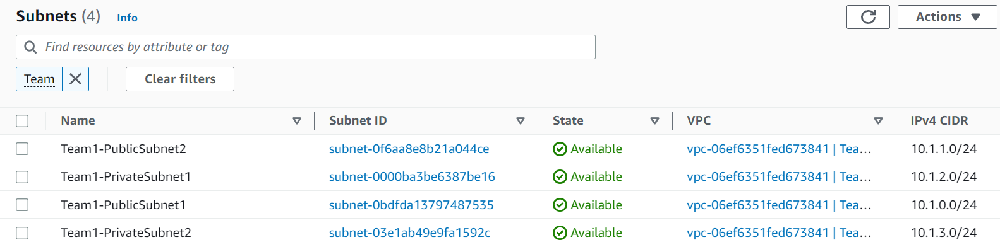 Subnets (4) Info
Actions
Find resources by attribute or tag
Team
Clear filters
Name Subnet ID State VPC IPv4 CIDR
Team1-PublicSubnet2 subnet-0f6aa8e8b21a044ce Available vpc-06ef6351fed673841 | Tea... 10.1.1.0/24
Team1-PrivateSubnet1 subnet-0000ba3be6387be16 Available vpc-06ef6351fed673841 | Tea... 10.1.2.0/24
Team1-PublicSubnet1 subnet-0bdfda13797487535 Available vpc-06ef6351fed673841 | Tea... 10.1.0.0/24
Team1-PrivateSubnet2 subnet-03e1ab49e9fa1592c Available vpc-06ef6351fed673841 | Tea... 10.1.3.0/24